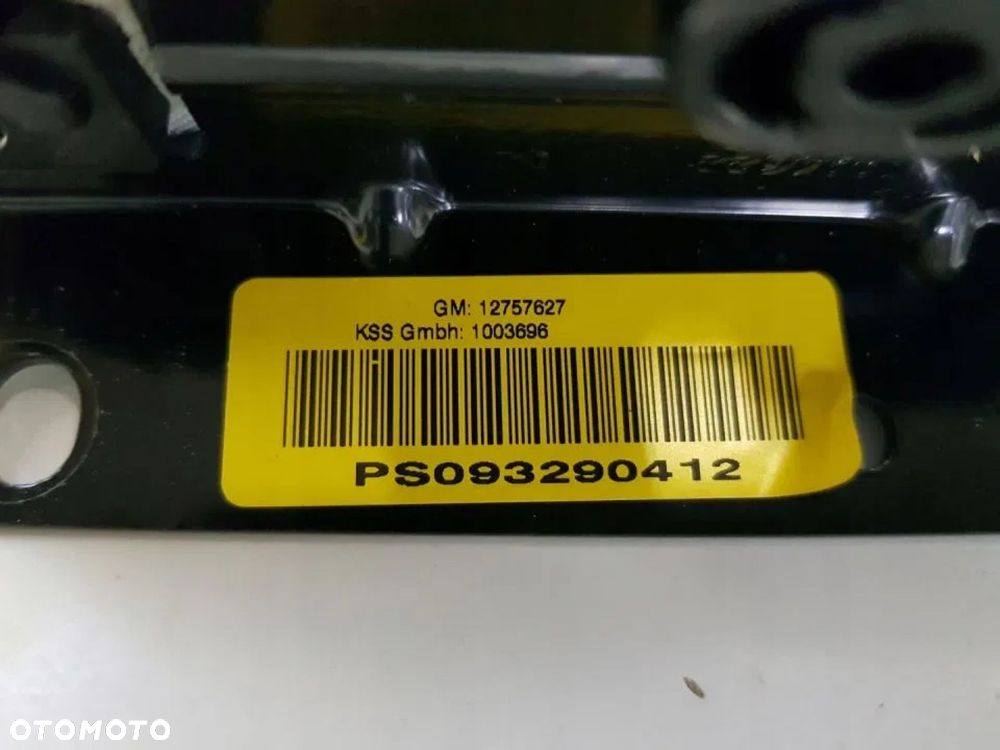 GM: 12757627
KSS Gmbh: 1003696
PS093290412
OTOMOTO